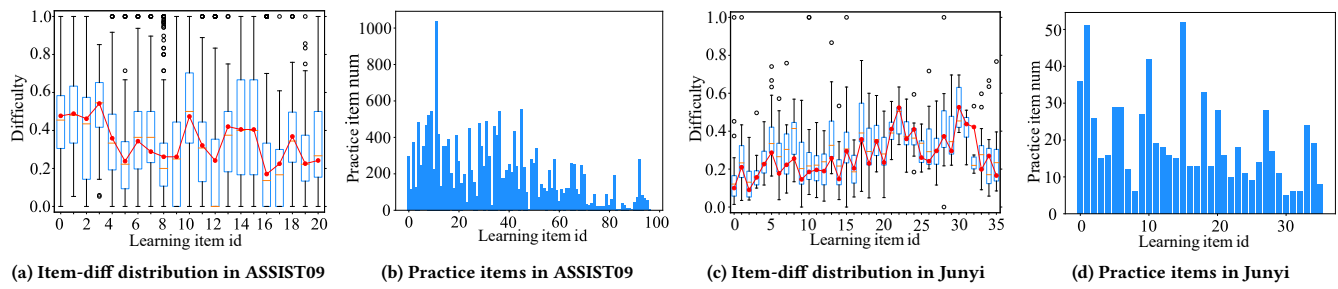 1.0
0.8
0.6
0.4
0.2
0.0
Difficulty
0 2 4 6 8 10 12 14 16 18 20
Learning item id
(a) Item-diff distribution in ASSIST09
1000
800
600
400
200
0
Practice item num
0 20 40 60 80 100
Learning item id
(b) Practice items in ASSIST09
1.0
0.8
0.6
0.4
0.2
0.0
Difficulty
0 5 10 15 20 25 30 35
Learning item id
(c) Item-diff distribution in Junyi
50
40
30
20
10
0
Practice item num
0 10 20 30
Learning item id
(d) Practice items in Junyi